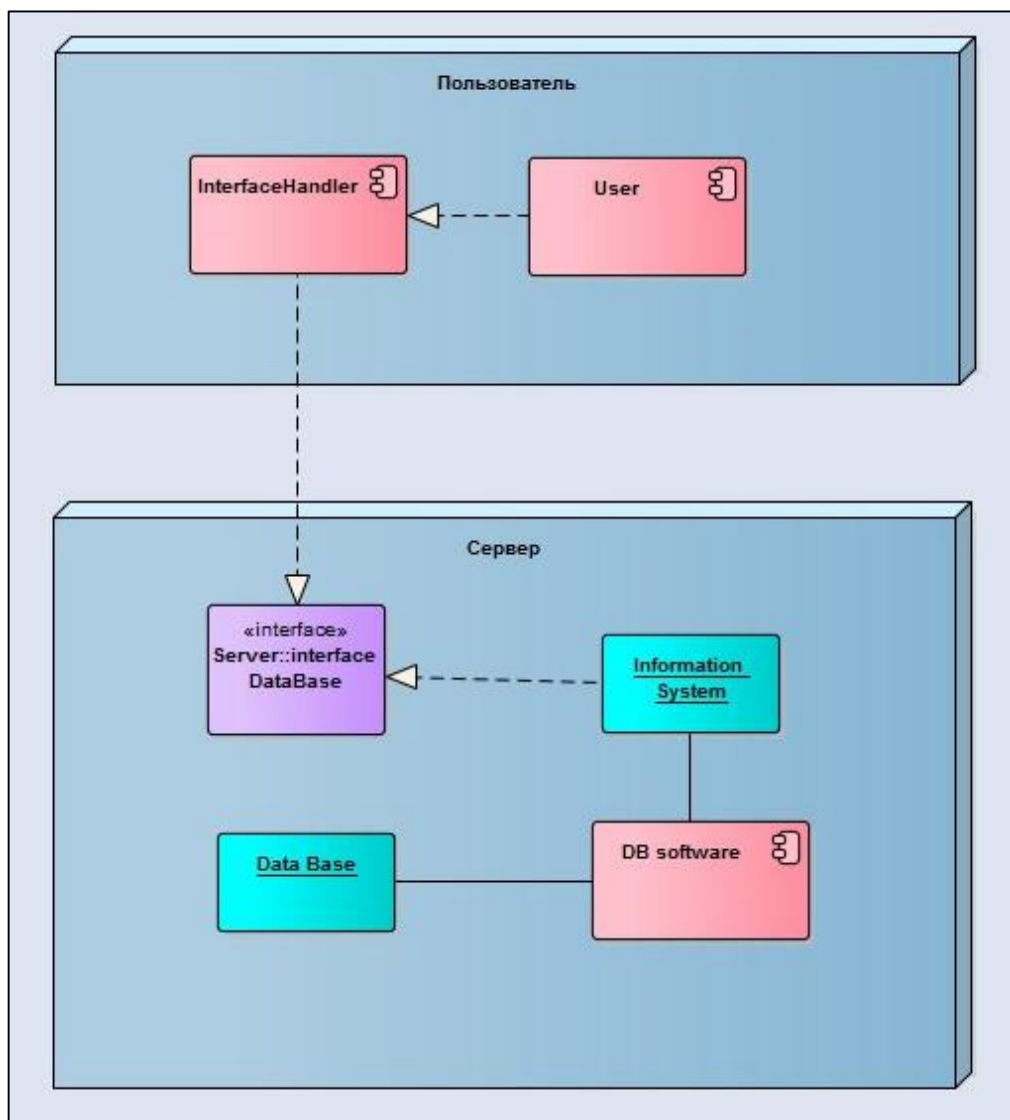 Пользователь
InterfaceHandler
User
Сервер
«interface»
Server::interface
DataBase
Information
System
Data Base
DB software